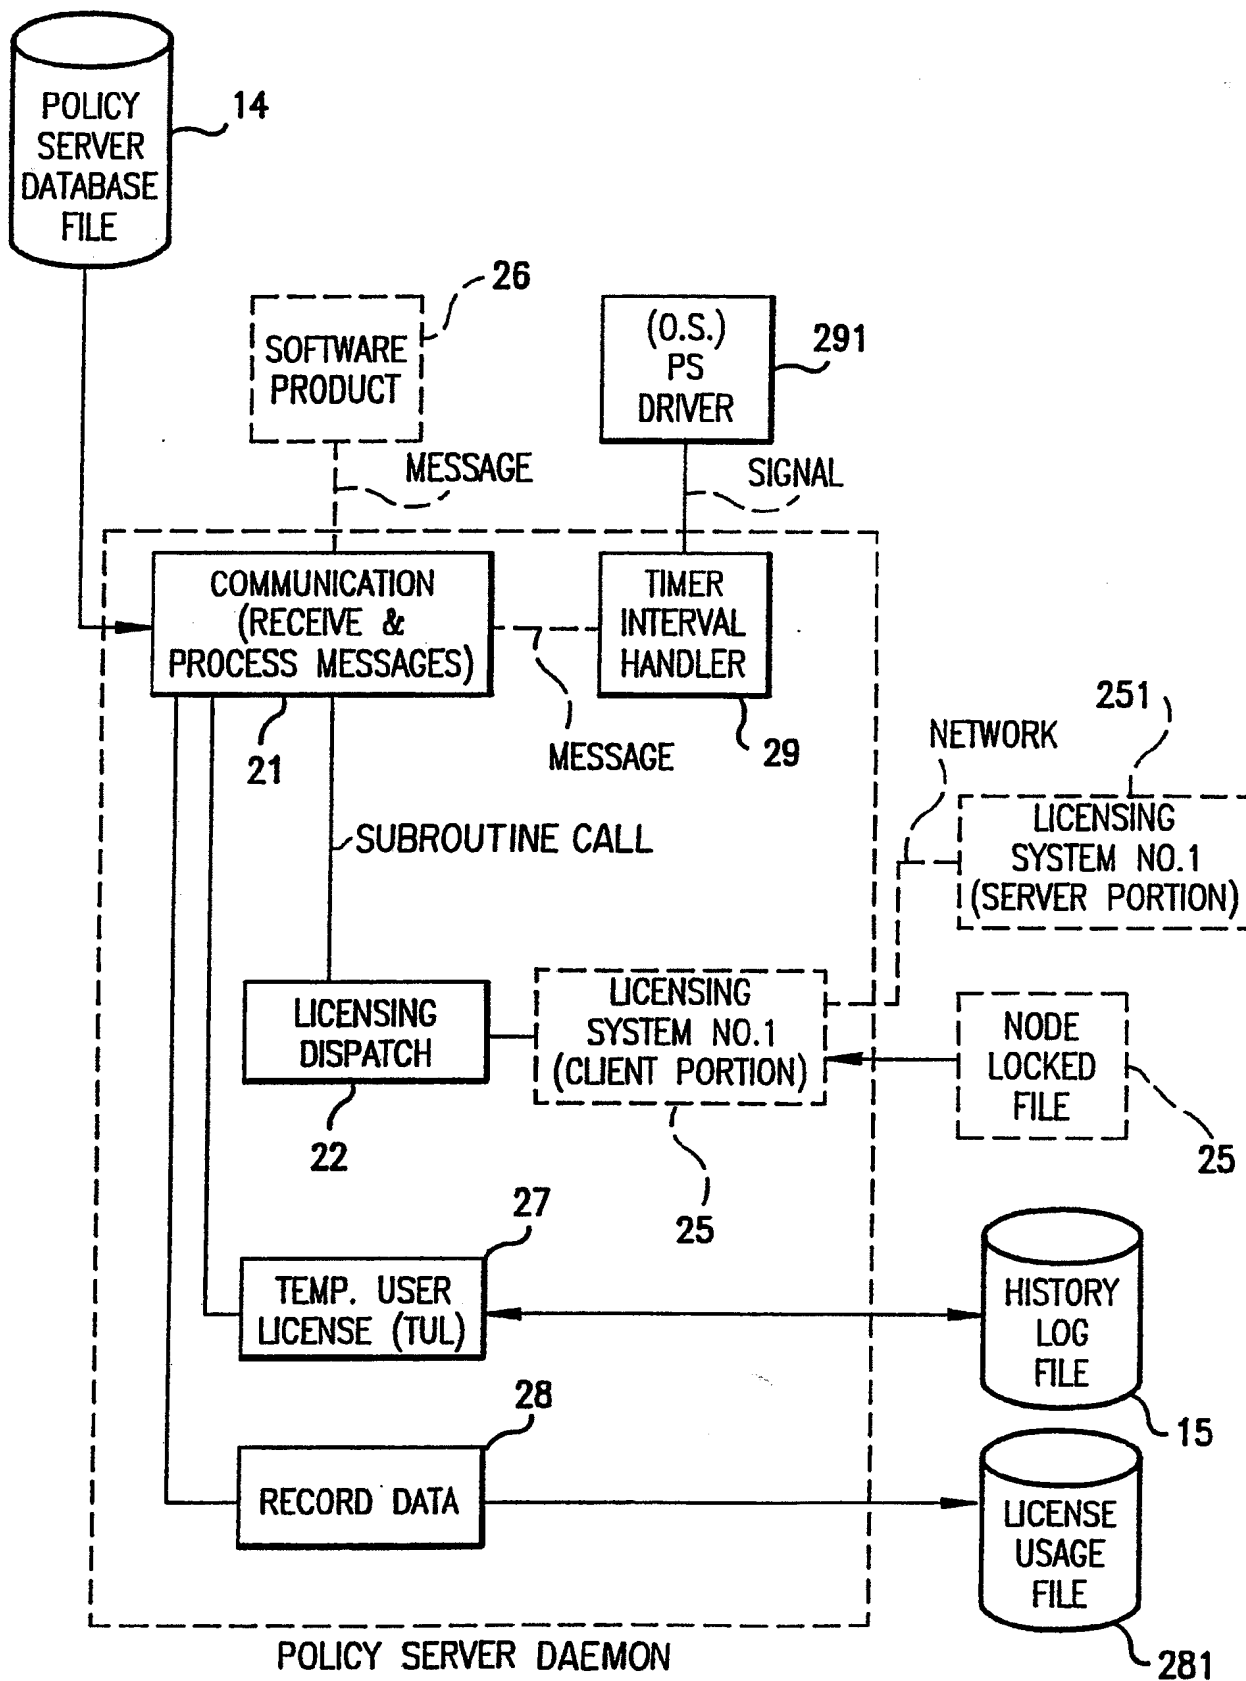 POLICY
SERVER
DATABASE
FILE
14
26
SOFTWARE
PRODUCT
(O.S.)
PS
DRIVER
291
MESSAGE
SIGNAL
COMMUNICATION
(RECEIVE &
PROCESS MESSAGES)
21
TIMER
INTERVAL
HANDLER
29
MESSAGE
SUBROUTINE CALL
NETWORK
251
LICENSING
SYSTEM NO.1
(SERVER PORTION)
LICENSING
DISPATCH
22
LICENSING
SYSTEM NO.1
(CLIENT PORTION)
25
NODE
LOCKED
FILE
25
27
TEMP. USER
LICENSE (TUL)
HISTORY
LOG
FILE
15
28
RECORD DATA
LICENSE
USAGE
FILE
281
POLICY SERVER DAEMON